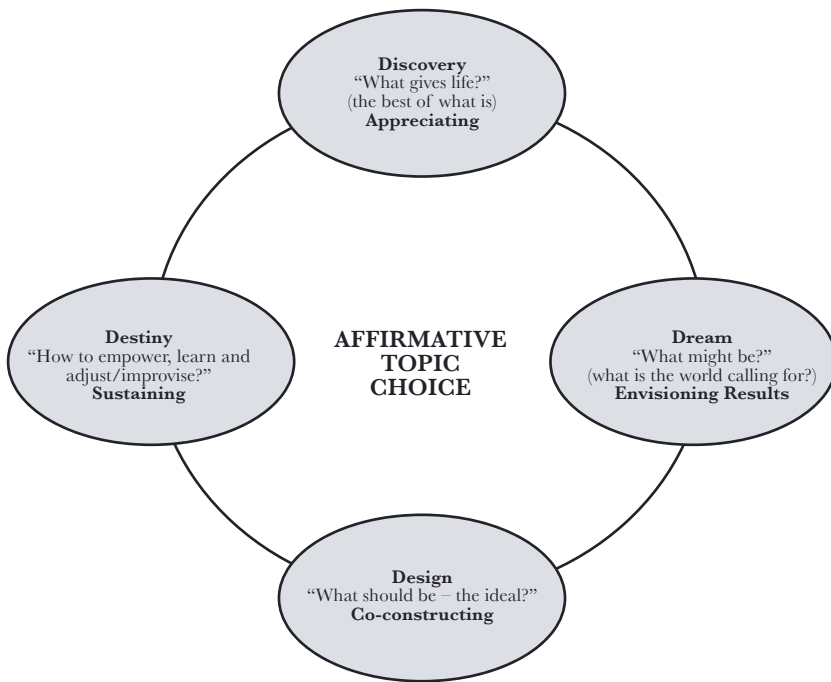 Discovery
“What gives life?”
(the best of what is)
Appreciating
Destiny
“How to empower, learn and
adjust/improvise?”
Sustaining
AFFIRMATIVE
TOPIC
CHOICE
Dream
“What might be?”
(what is the world calling for?)
Envisioning Results
Design
“What should be – the ideal?”
Co-constructing